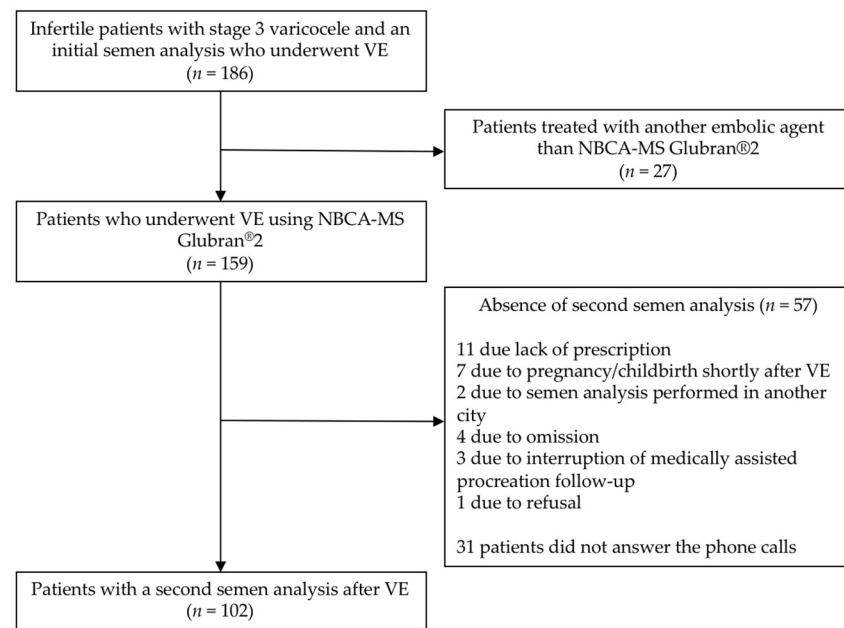 Infertile patients with stage 3 varicocele and an
initial semen analysis who underwent VE
(n = 186)
Patients treated with another embolic agent
than NBCA-MS Glubran®2
(n = 27)
Patients who underwent VE using NBCA-MS
Glubran®2
(n = 159)
Absence of second semen analysis (n = 57)
11 due lack of prescription
7 due to pregnancy/childbirth shortly after VE
2 due to semen analysis performed in another
city
4 due to omission
3 due to interruption of medically assisted
procreation follow-up
1 due to refusal
31 patients did not answer the phone calls
Patients with a second semen analysis after VE
(n = 102)